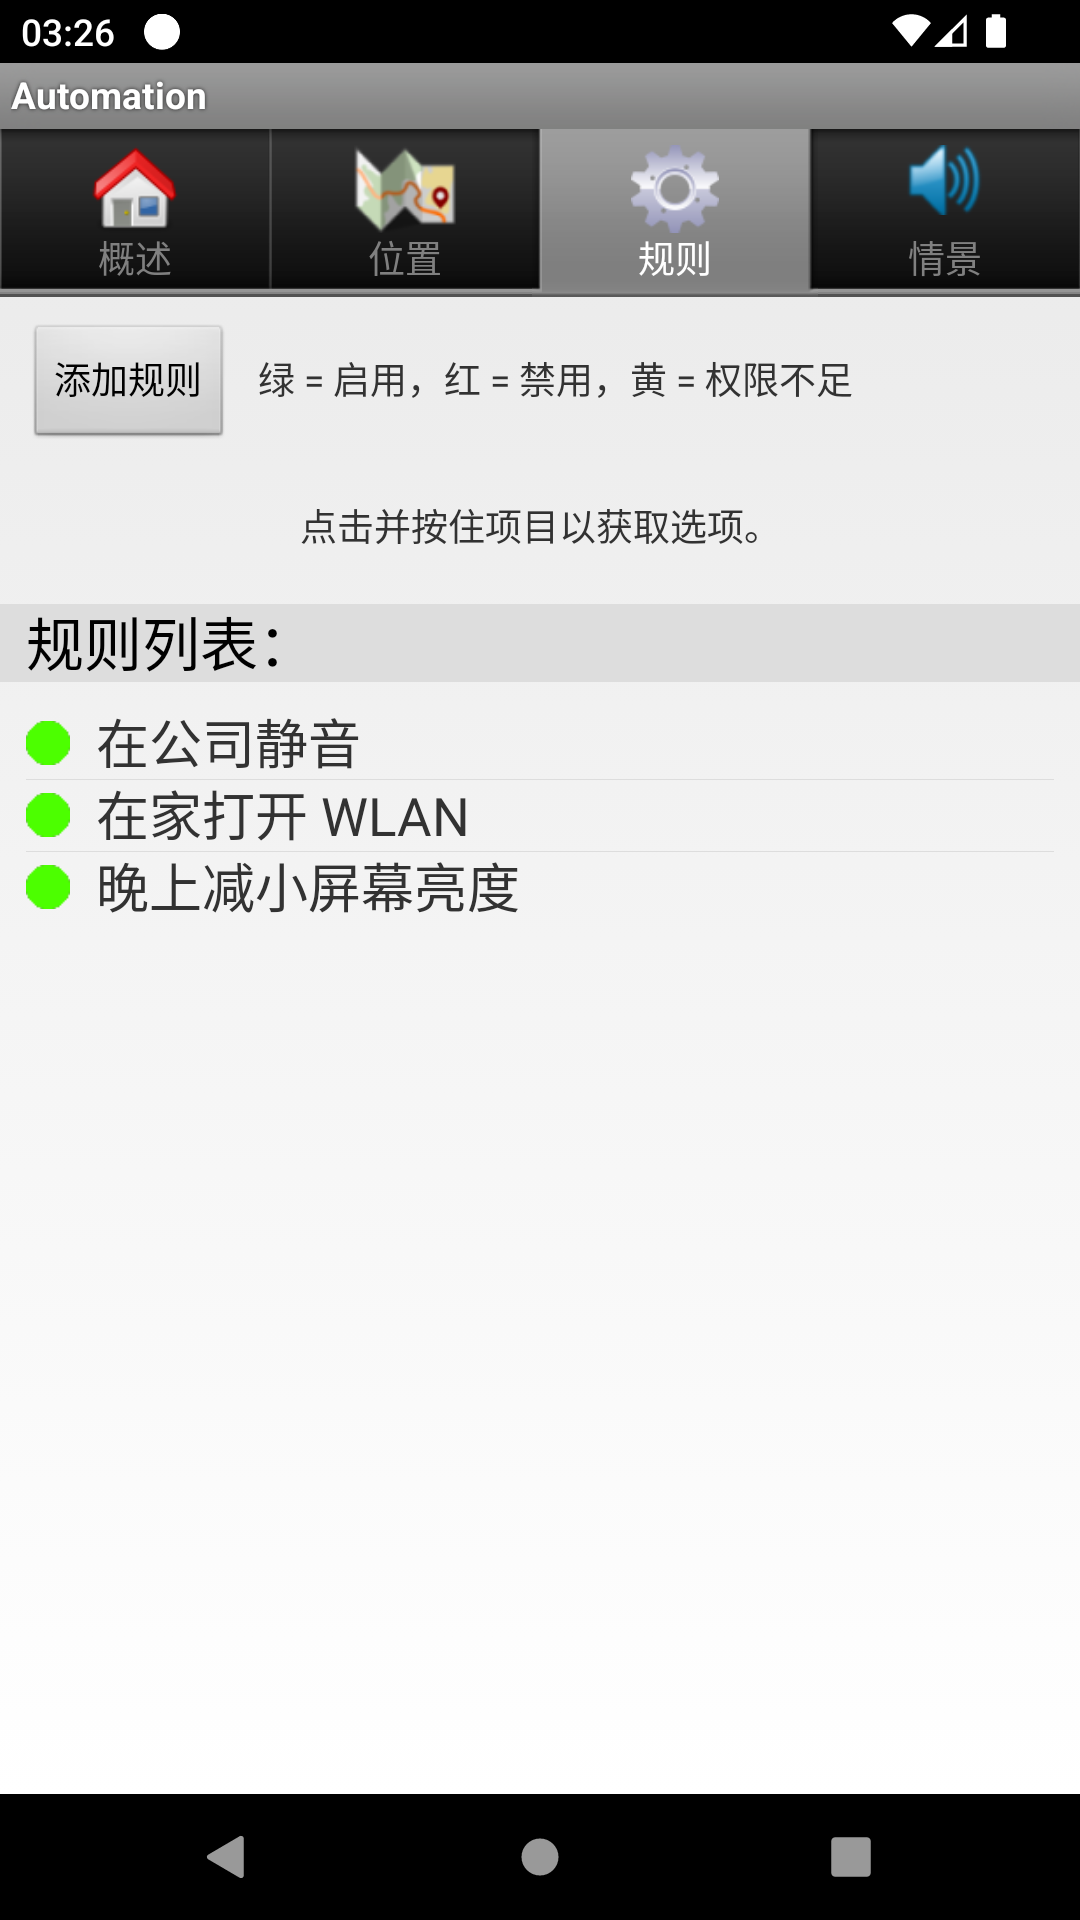 03:26
Automation
概述
位置
规则
情景
添加规则
绿 = 启用，红 = 禁用，黄 = 权限不足
点击并按住项目以获取选项。
规则列表：
在公司静音
在家打开 WLAN
晚上减小屏幕亮度